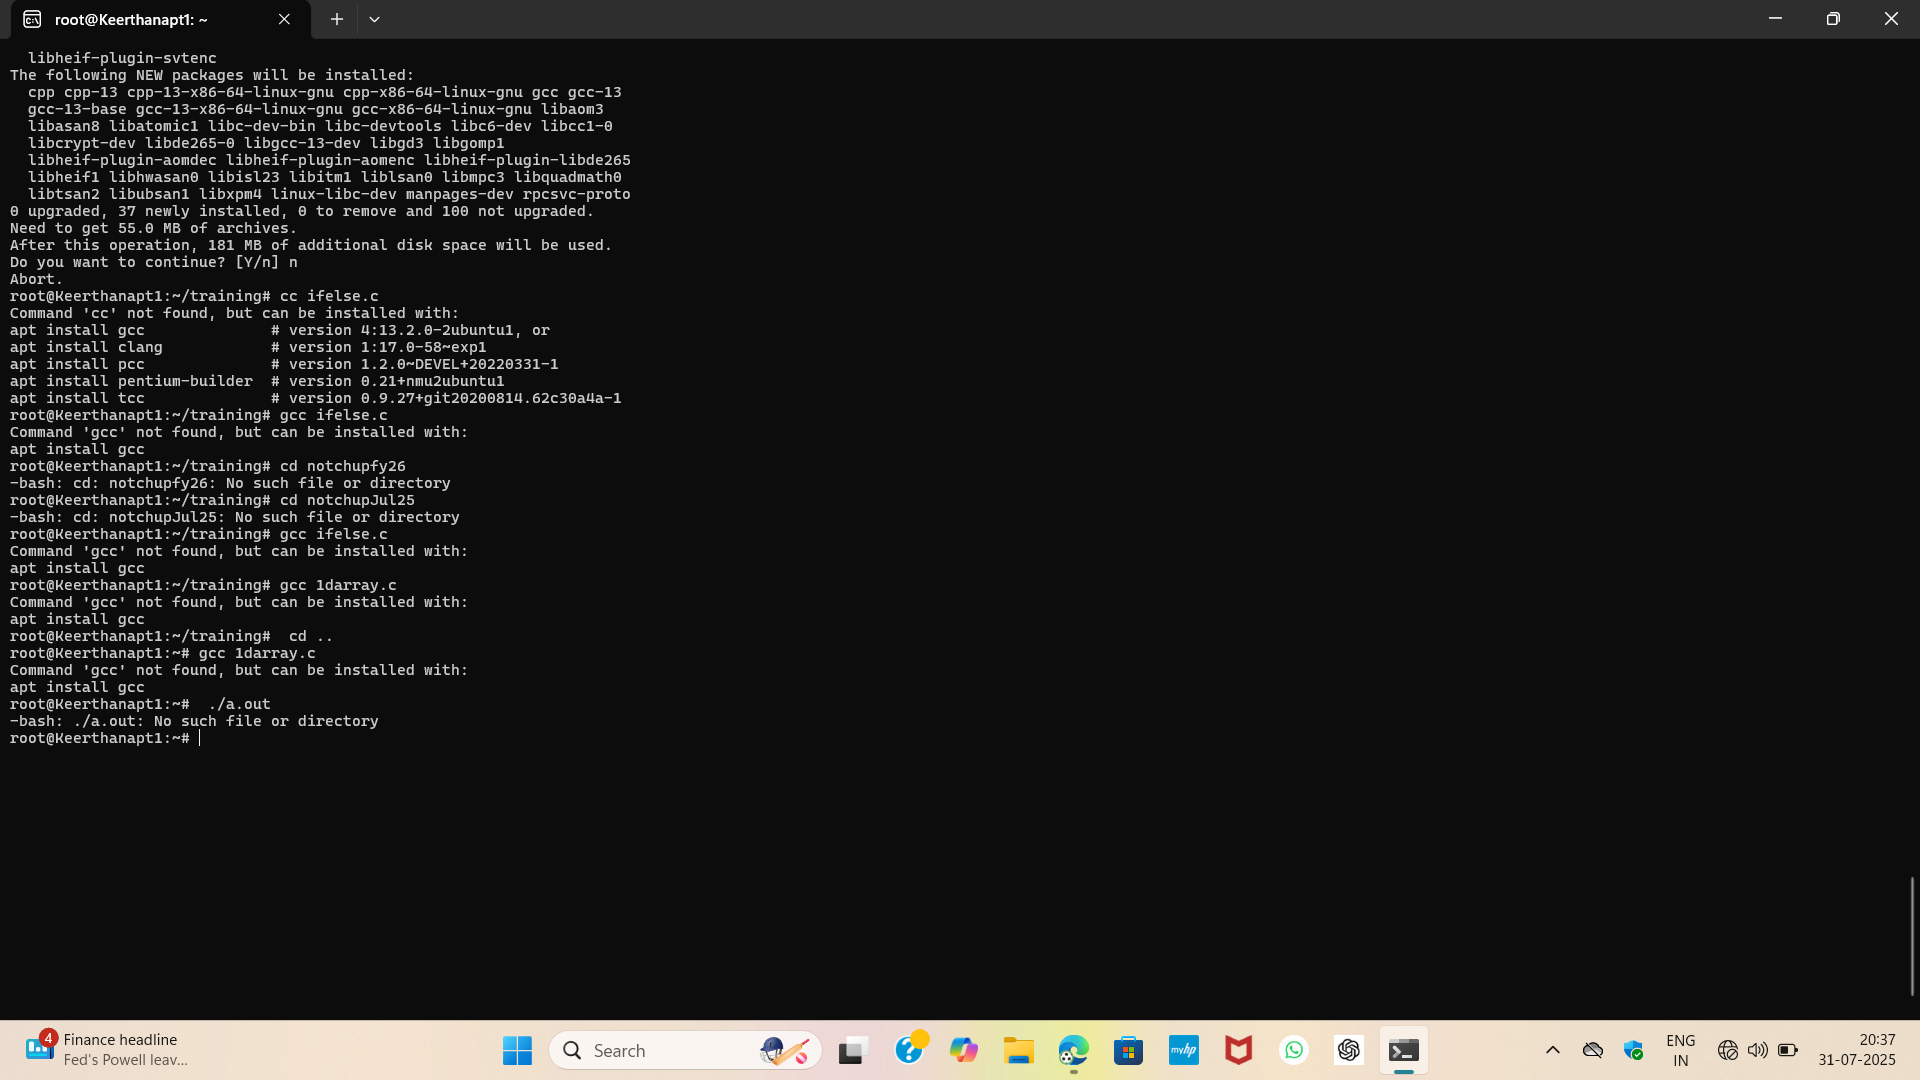 root@Keerthanapt1: ~
libheif-plugin-svtenc
The following NEW packages will be installed:
cpp cpp-13 cpp-13-x86-64-linux-gnu cpp-x86-64-linux-gnu gcc gcc-13
gcc-13-base gcc-13-x86-64-linux-gnu gcc-x86-64-linux-gnu libaom3
libasan8 libatomic1 libc-dev-bin libc-devtools libc6-dev libcc1-0
libcrypt-dev libde265-0 libgcc-13-dev libgd3 libgomp1
libheif-plugin-aomdec libheif-plugin-aomenc libheif-plugin-libde265
libheif1 libhwasan0 libisl23 libitm1 liblsan0 libmpc3 libquadmath0
libtsan2 libubsan1 libxpm4 linux-libc-dev manpages-dev rpcsvc-proto
0 upgraded, 37 newly installed, 0 to remove and 100 not upgraded.
Need to get 55.0 MB of archives.
After this operation, 181 MB of additional disk space will be used.
Do you want to continue? [Y/n] n
Abort.
root@Keerthanapt1:~/training# cc ifelse.c
Command 'cc' not found, but can be installed with:
apt install gcc              # version 4:13.2.0-2ubuntu1, or
apt install clang            # version 1:17.0-58~exp1
apt install pcc              # version 1.2.0~DEVEL+20220331-1
apt install pentium-builder  # version 0.21+nmu2ubuntu1
apt install tcc              # version 0.9.27+git20200814.62c30a4a-1
root@Keerthanapt1:~/training# gcc ifelse.c
Command 'gcc' not found, but can be installed with:
apt install gcc
root@Keerthanapt1:~/training# cd notchupfy26
-bash: cd: notchupfy26: No such file or directory
root@Keerthanapt1:~/training# cd notchupJul25
-bash: cd: notchupJul25: No such file or directory
root@Keerthanapt1:~/training# gcc ifelse.c
Command 'gcc' not found, but can be installed with:
apt install gcc
root@Keerthanapt1:~/training# gcc 1darray.c
Command 'gcc' not found, but can be installed with:
apt install gcc
root@Keerthanapt1:~/training#  cd ..
root@Keerthanapt1:~# gcc 1darray.c
Command 'gcc' not found, but can be installed with:
apt install gcc
root@Keerthanapt1:~#  ./a.out
-bash: ./a.out: No such file or directory
root@Keerthanapt1:~#
4
Finance headline
Fed's Powell leav...
Search
myhp
ENG
IN
20:37
31-07-2025